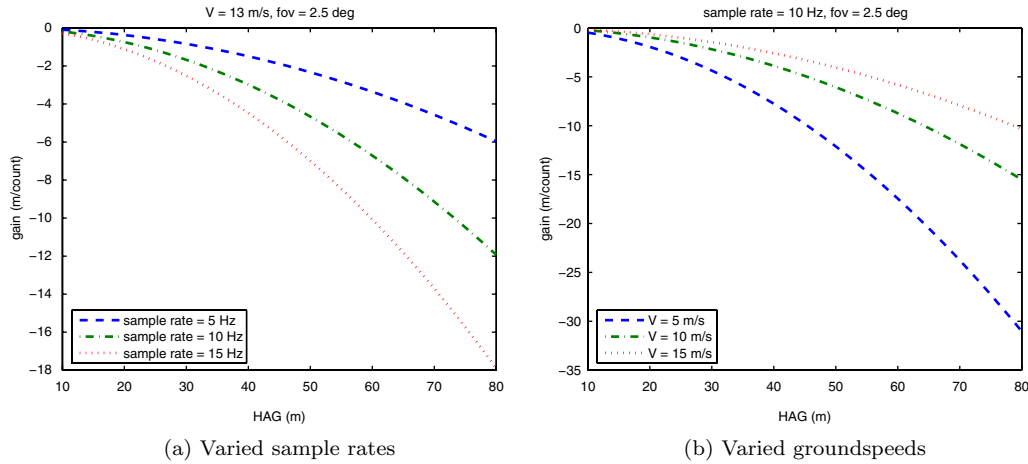 V = 13 m/s, fov = 2.5 deg
0
−2
−4
−6
−8
−10
−12
−14
−16
−18
gain (m/count)
sample rate = 5 Hz
sample rate = 10 Hz
sample rate = 15 Hz
10 20 30 40 50 60 70 80
HAG (m)
(a) Varied sample rates
sample rate = 10 Hz, fov = 2.5 deg
0
−5
−10
−15
−20
−25
−30
−35
gain (m/count)
V = 5 m/s
V = 10 m/s
V = 15 m/s
10 20 30 40 50 60 70 80
HAG (m)
(b) Varied groundspeeds